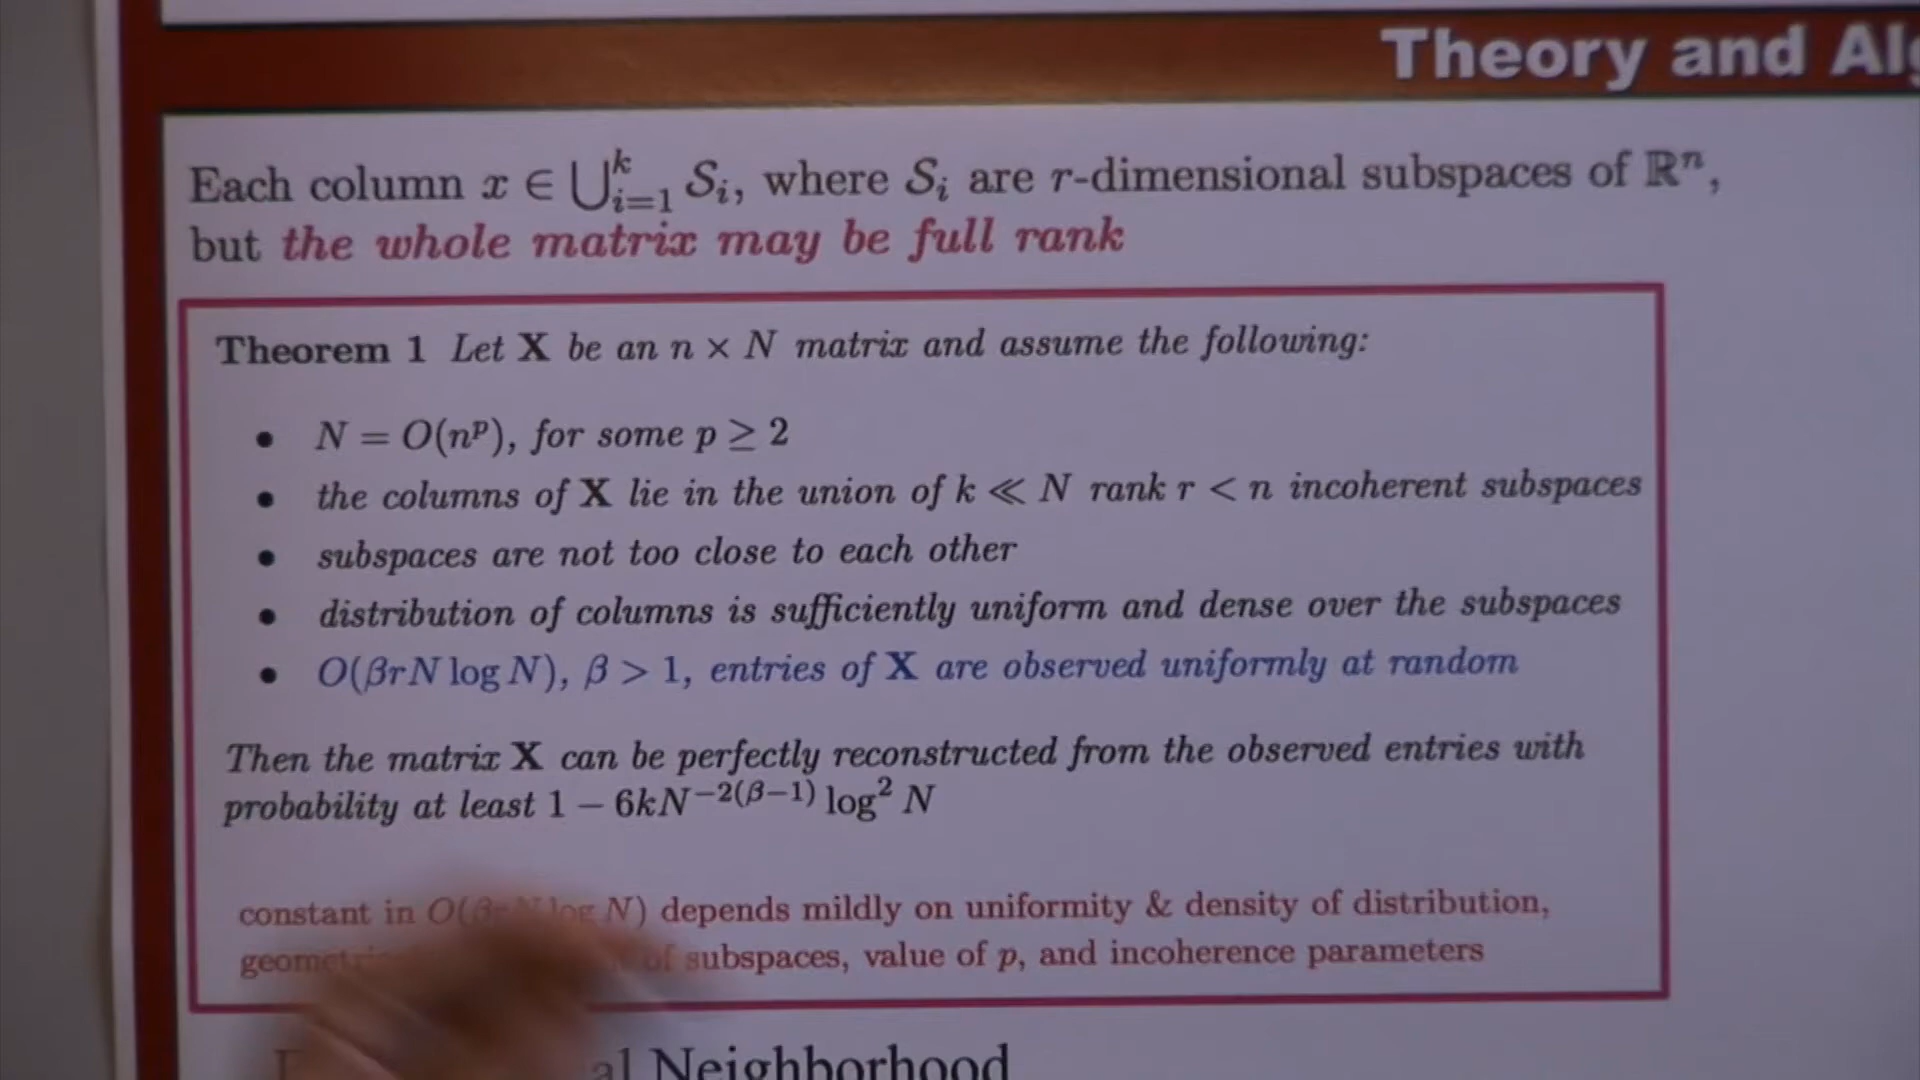 Theory and Alg
Each column x ∈ ⋃_{i=1}^{k} S_i, where S_i are r-dimensional subspaces of ℝ^n,
but the whole matrix may be full rank
Theorem 1 Let X be an n × N matrix and assume the following:
• N = O(n^p), for some p ≥ 2
• the columns of X lie in the union of k ≪ N rank r < n incoherent subspaces
• subspaces are not too close to each other
• distribution of columns is sufficiently uniform and dense over the subspaces
• O(βrN log N), β > 1, entries of X are observed uniformly at random
Then the matrix X can be perfectly reconstructed from the observed entries with
probability at least 1 − 6kN^{−2(β−1)} log² N
constant in O(βrN log N) depends mildly on uniformity & density of distribution,
of subspaces, value of p, and incoherence parameters
Neighborhood